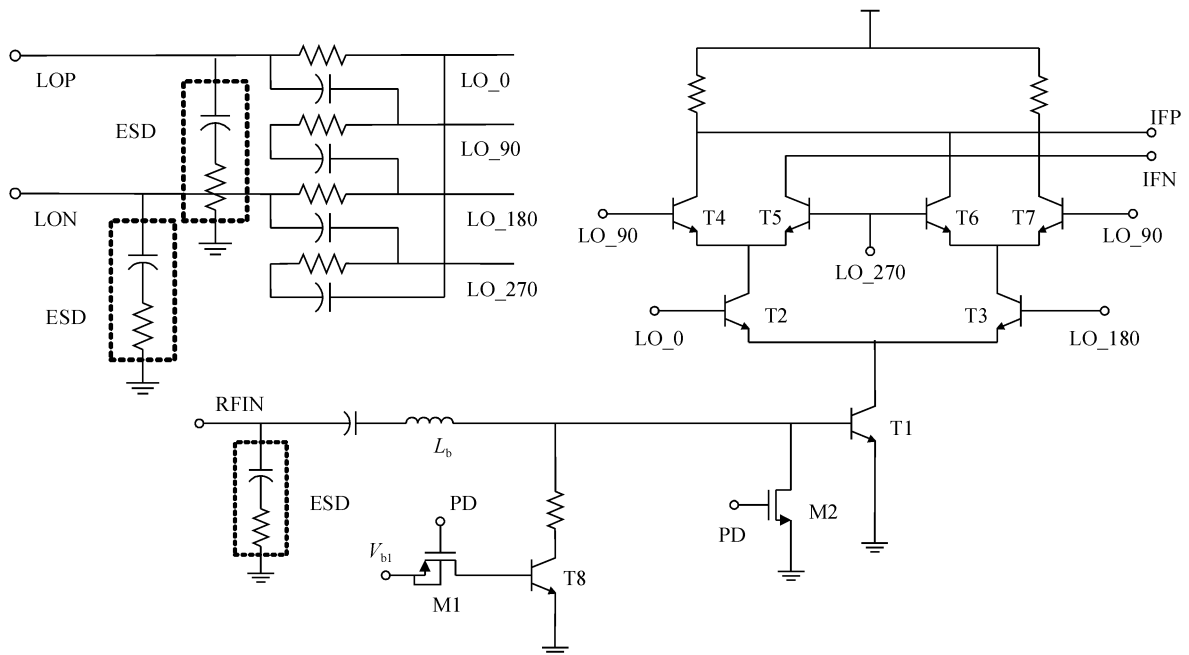 LOP
LO_0
ESD
LO_90
LON
LO_180
ESD
LO_270
IFP
IFN
T4
T5
T6
T7
LO_90
LO_270
LO_90
T2
T3
LO_0
LO_180
RFIN
Lb
T1
ESD
PD
PD
M2
Vb1
M1
T8